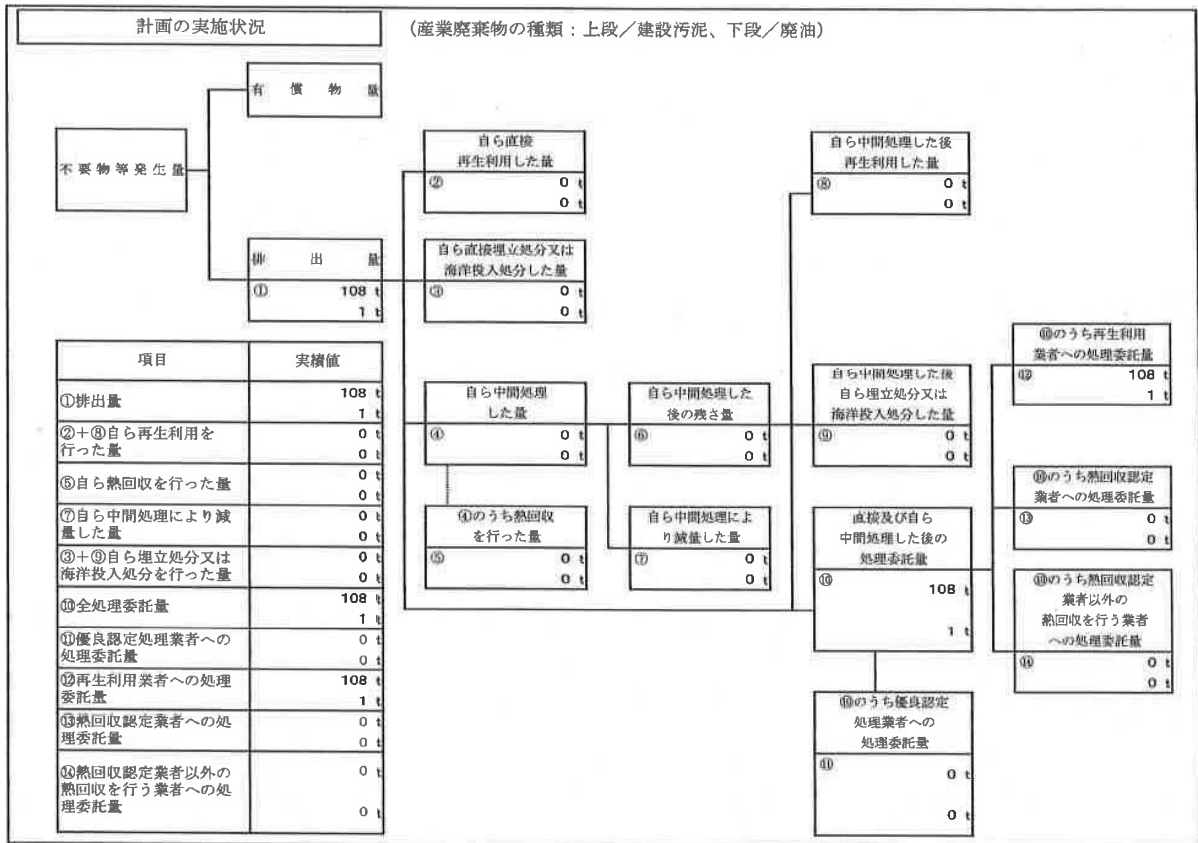 計画の実施状況
(産業廃棄物の種類：上段／建設汚泥、下段／廃油)
有償物量
不要物等発生量
排出量
① 108 t
1 t
自ら直接
再生利用した量
② 0 t
0 t
自ら直接埋立処分又は
海洋投入処分した量
③ 0 t
0 t
自ら中間処理した後
再生利用した量
⑧ 0 t
0 t
項目 実績値
①排出量 108 t
1 t
②＋⑧自ら再生利用を
行った量
0 t
0 t
⑤自ら熱回収を行った量 0 t
0 t
⑦自ら中間処理により減
量した量
0 t
0 t
③＋⑨自ら埋立処分又は
海洋投入処分を行った量
0 t
0 t
⑩全処理委託量 108 t
1 t
⑪優良認定処理業者への
処理委託量
0 t
0 t
⑫再生利用業者への処理
委託量
108 t
1 t
⑬熱回収認定業者への処
理委託量
0 t
0 t
⑭熱回収認定業者以外の
熱回収を行う業者への処
理委託量
0 t
0 t
自ら中間処理
した量
④ 0 t
0 t
④のうち熱回収
を行った量
⑤ 0 t
0 t
自ら中間処理した
後の残さ量
⑥ 0 t
0 t
自ら中間処理によ
り減量した量
⑦ 0 t
0 t
自ら中間処理した後
自ら埋立処分又は
海洋投入処分した量
⑨ 0 t
0 t
直接及び自ら
中間処理した後の
処理委託量
⑩ 108 t
1 t
⑩のうち優良認定
処理業者への
処理委託量
⑪ 0 t
0 t
⑩のうち再生利用
業者への処理委託量
⑫ 108 t
1 t
⑩のうち熱回収認定
業者への処理委託量
⑬ 0 t
0 t
⑩のうち熱回収認定
業者以外の
熱回収を行う業者
への処理委託量
⑭ 0 t
0 t